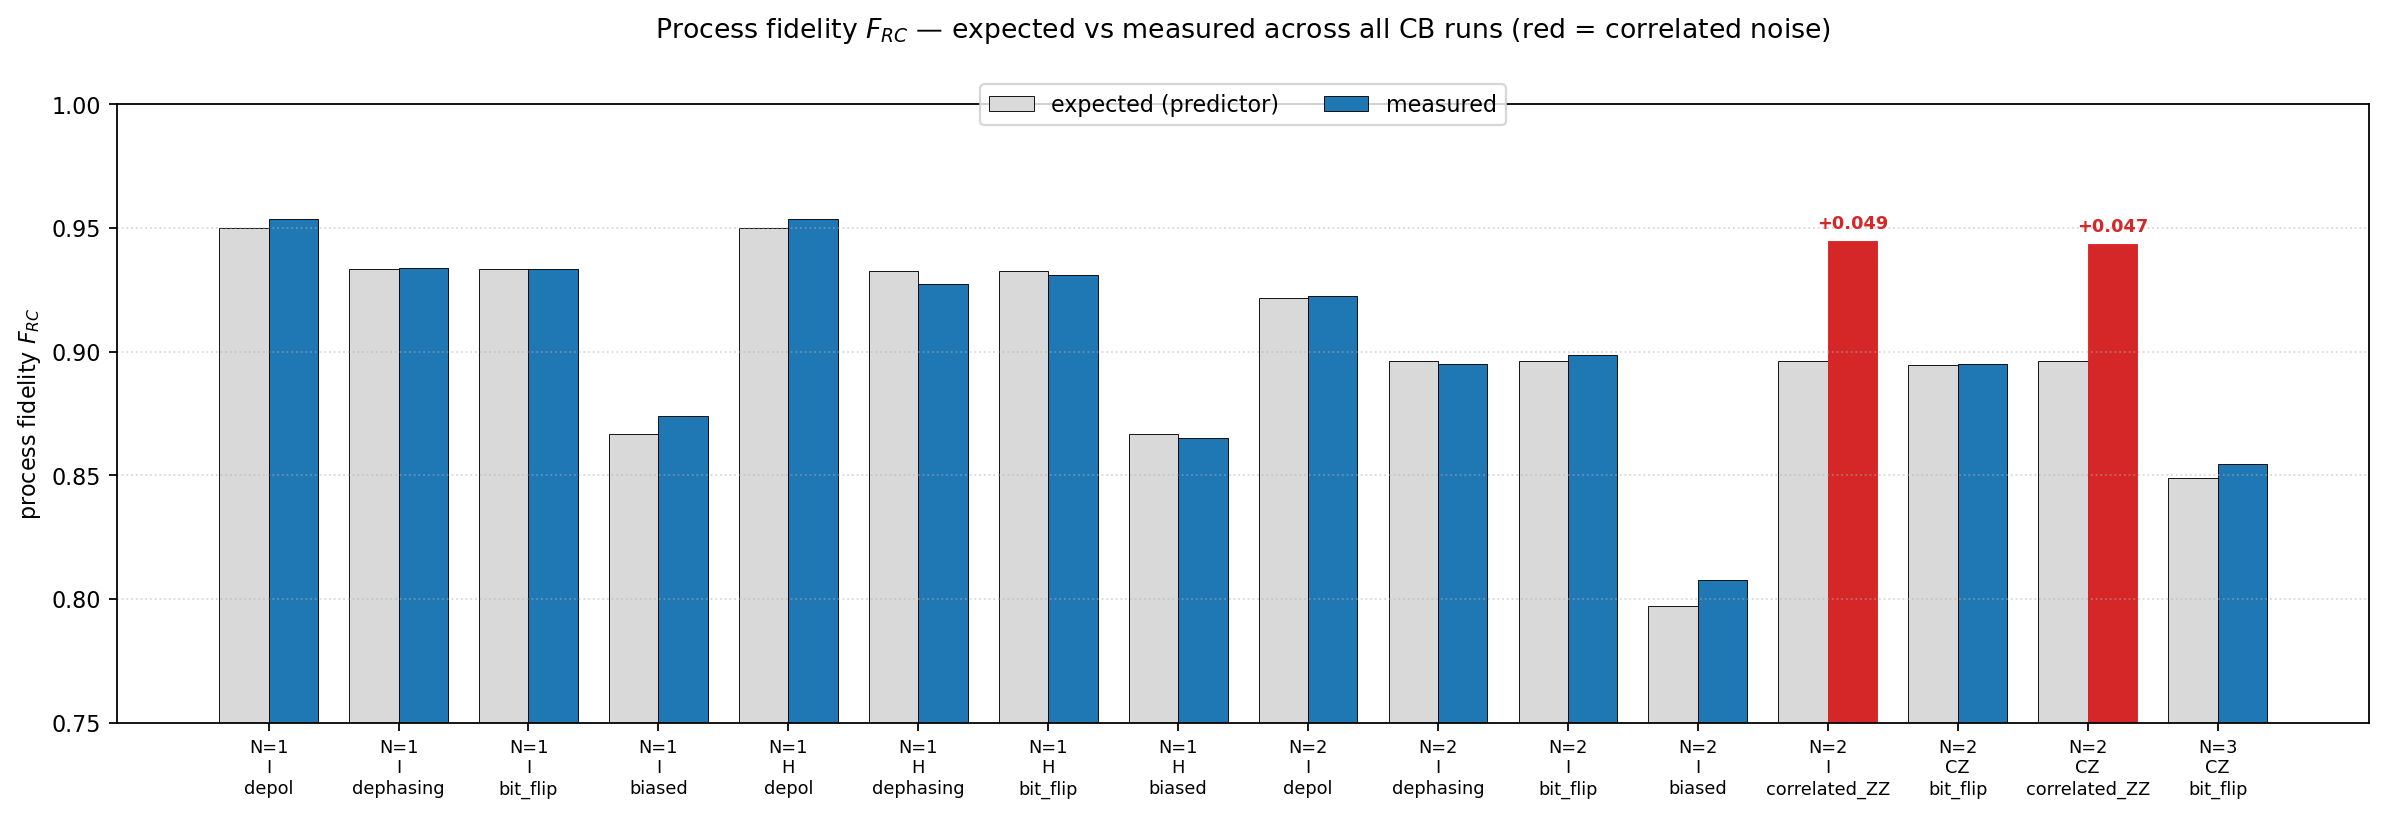 Process fidelity F_RC — expected vs measured across all CB runs (red = correlated noise)
expected (predictor) measured
process fidelity F_RC
1.00
0.95
0.90
0.85
0.80
0.75
+0.049
+0.047
N=1 N=1 N=1 N=1 N=1 N=1 N=1 N=1 N=2 N=2 N=2 N=2 N=2 N=2 N=2 N=3
I I I I H H H H I I I I I CZ CZ CZ
depol dephasing bit_flip biased depol dephasing bit_flip biased depol dephasing bit_flip biased correlated_ZZ bit_flip correlated_ZZ bit_flip